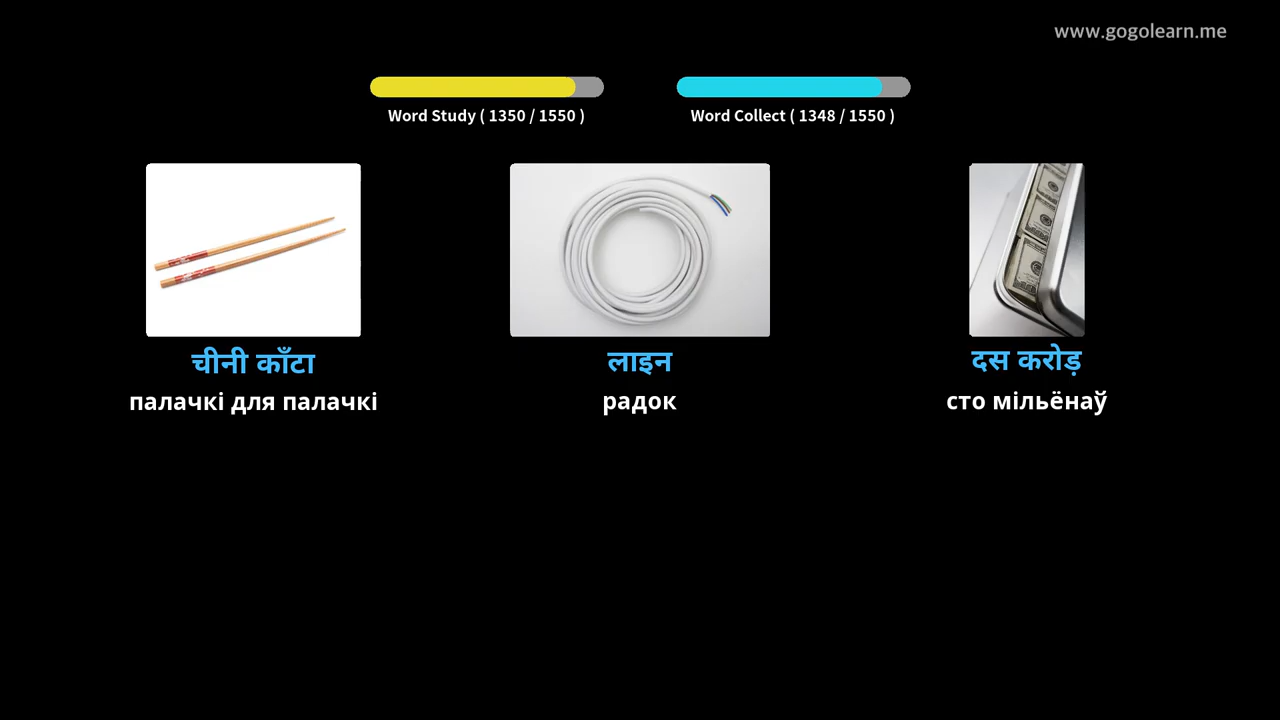 www.gogolearn.me
Word Study ( 1350 / 1550 )
Word Collect ( 1348 / 1550 )
चीनी काँटा
लाइन
दस करोड़
палачкі для палачкі
радок
сто мільёнаў